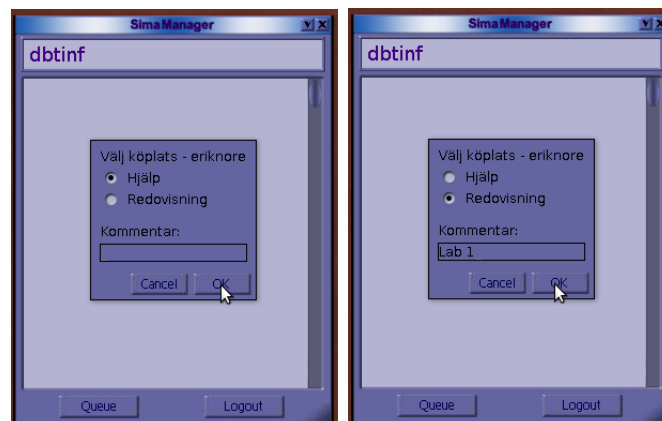 SimaManager
dbtinf
Välj köplats - eriknore
Hjälp
Redovisning
Kommentar:
Cancel OK
Queue Logout
SimaManager
dbtinf
Välj köplats - eriknore
Hjälp
Redovisning
Kommentar:
Lab 1
Cancel OK
Queue Logout